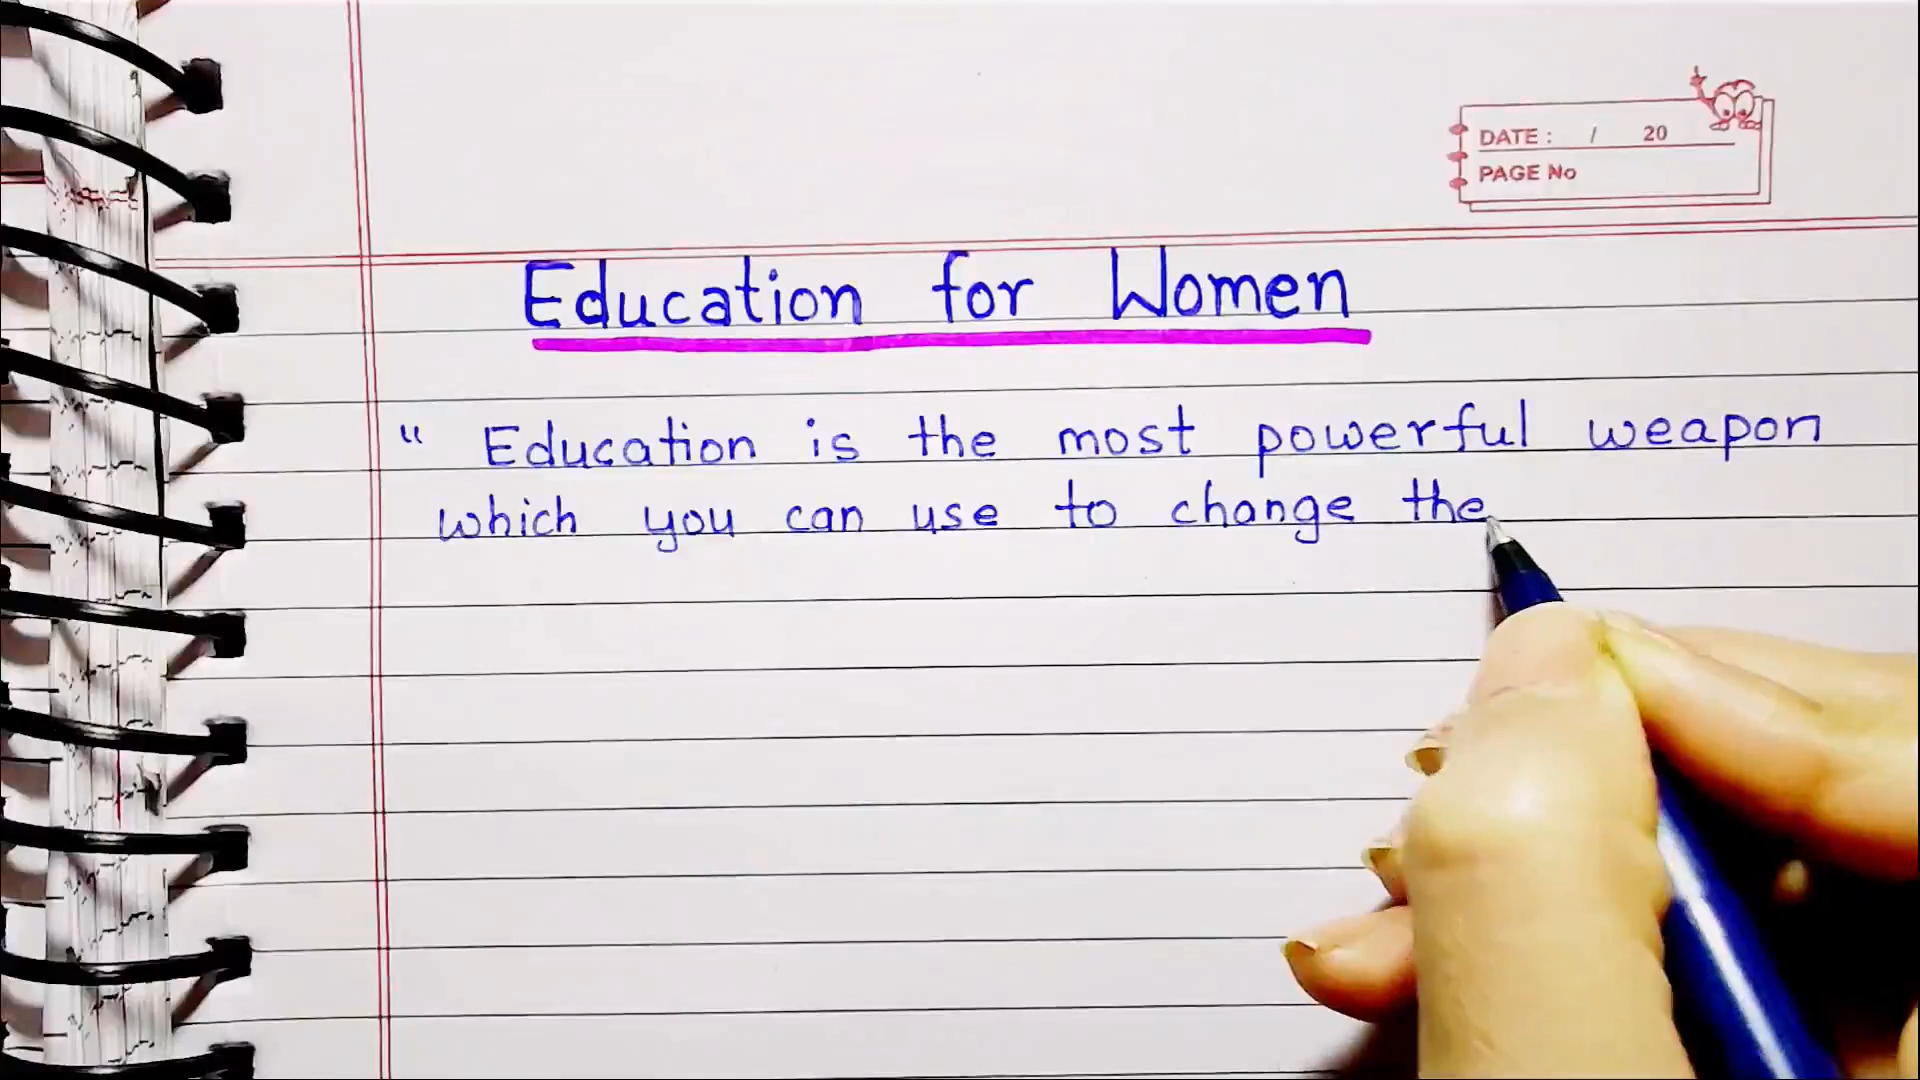 DATE : / 20
PAGE No
Education for Women
“ Education is the most powerful weapon
which you can use to change the